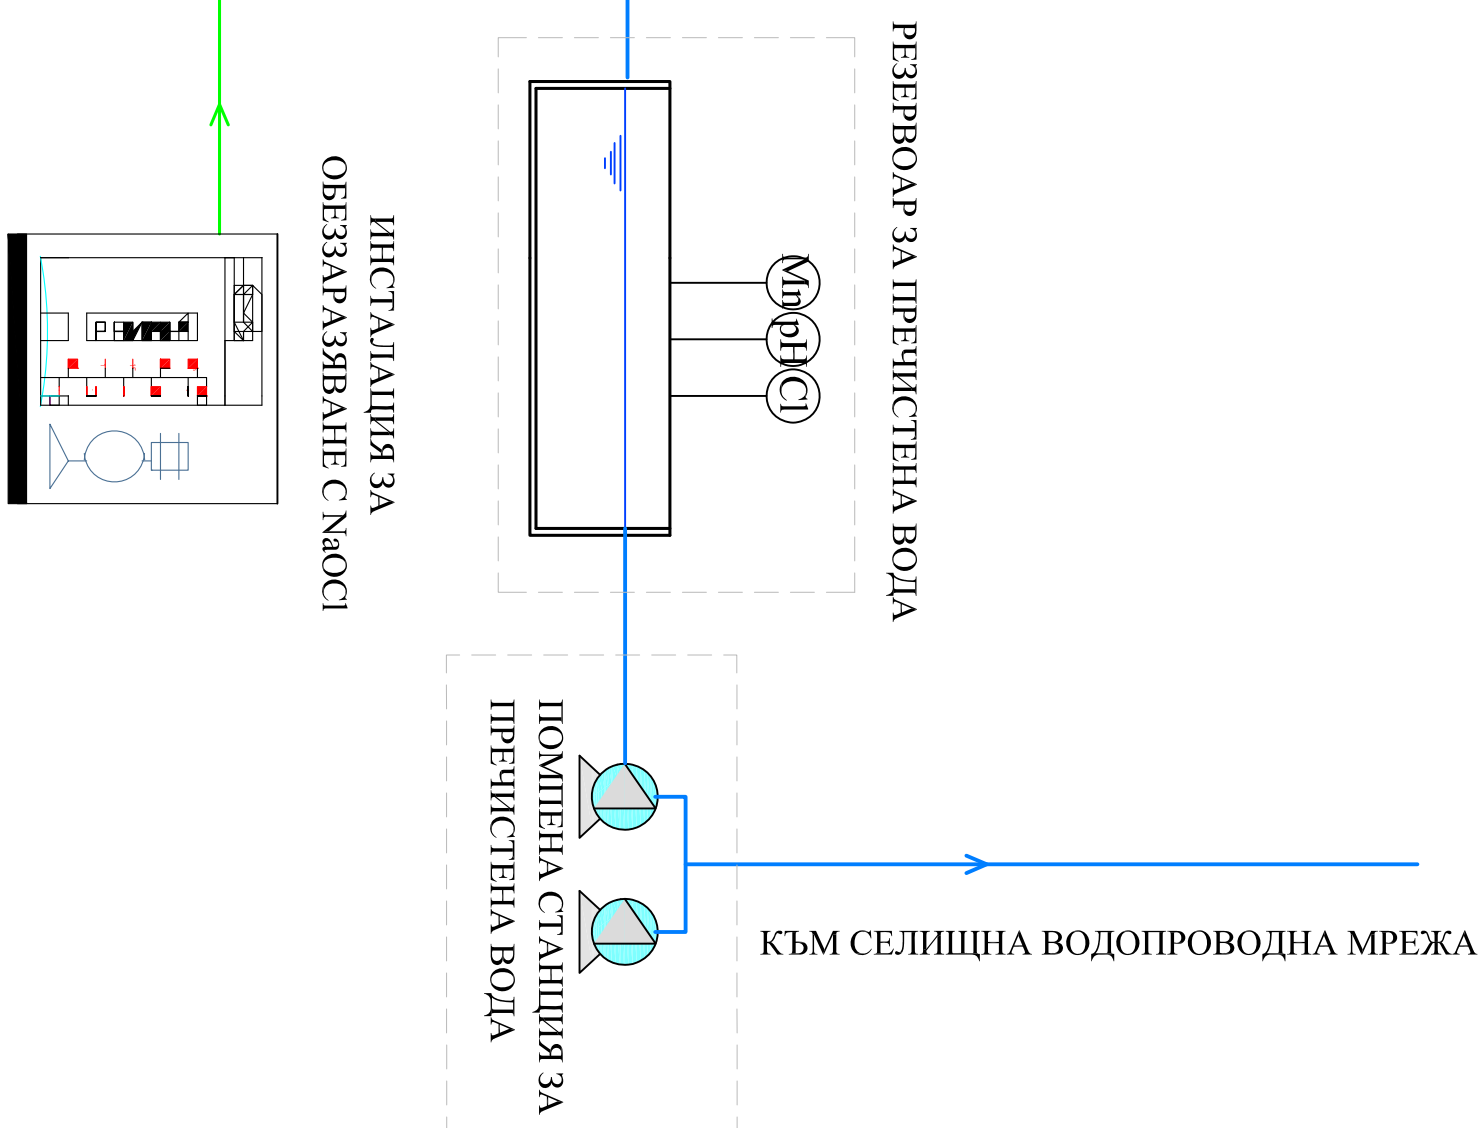 РЕЗЕРВОАР ЗА ПРЕЧИСТЕНА ВОДА
Mn
pH
Cl
ИНСТАЛАЦИЯ ЗА
ОБЕЗЗАРАЗЯВАНЕ С NaOCl
ПОМПЕНА СТАНЦИЯ ЗА
ПРЕЧИСТЕНА ВОДА
КЪМ СЕЛИЩНА ВОДОПРОВОДНА МРЕЖА